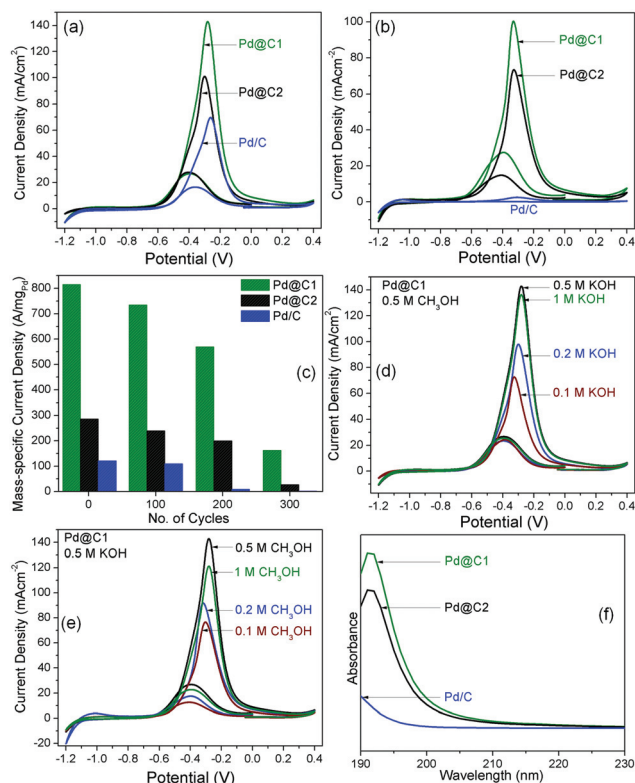 (a)
Pd@C1
Pd@C2
Pd/C
Current Density (mA/cm²)
140
120
100
80
60
40
20
0
-1.2 -1.0 -0.8 -0.6 -0.4 -0.2 0.0 0.2 0.4
Potential (V)
(b)
Pd@C1
Pd@C2
Pd/C
Current Density (mAcm⁻²)
100
80
60
40
20
0
-1.2 -1.0 -0.8 -0.6 -0.4 -0.2 -0.0 0.2 0.4
Potential (V)
(c)
Pd@C1
Pd@C2
Pd/C
Mass-specific Current Density (A/mg_Pd)
800
700
600
500
400
300
200
100
0
0 100 200 300
No. of Cycles
(d)
Pd@C1
0.5 M CH₃OH
0.5 M KOH
1 M KOH
0.2 M KOH
0.1 M KOH
Current Density (mA/cm²)
140
120
100
80
60
40
20
0
-1.2 -1.0 -0.8 -0.6 -0.4 -0.2 0.0 0.2 0.4
Potential (V)
(e)
Pd@C1
0.5 M KOH
0.5 M CH₃OH
1 M CH₃OH
0.2 M CH₃OH
0.1 M CH₃OH
Current Density (mAcm⁻²)
140
120
100
80
60
40
20
0
-20
-1.2 -1.0 -0.8 -0.6 -0.4 -0.2 0.0 0.2 0.4
Potential (V)
(f)
Pd@C1
Pd@C2
Pd/C
Absorbance
190 200 210 220 230
Wavelength (nm)